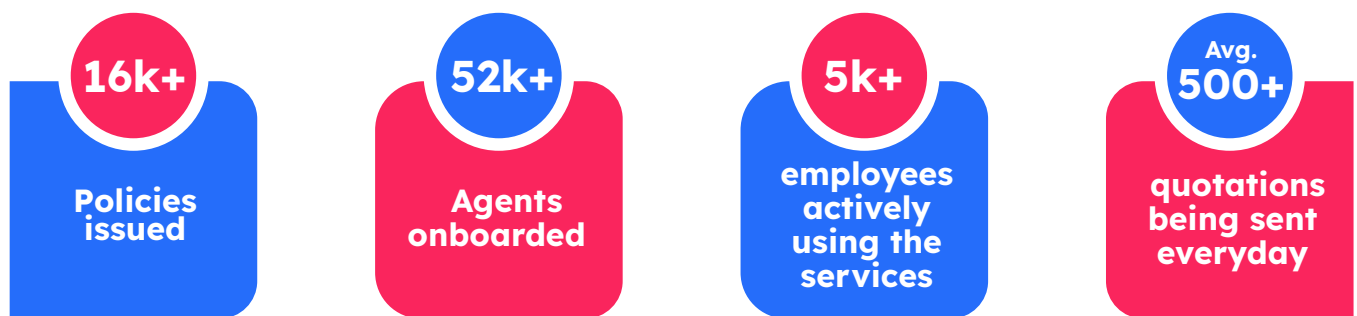 16k+
Policies
issued
52k+
Agents
onboarded
5k+
employees
actively
using the
services
Avg.
500+
quotations
being sent
everyday